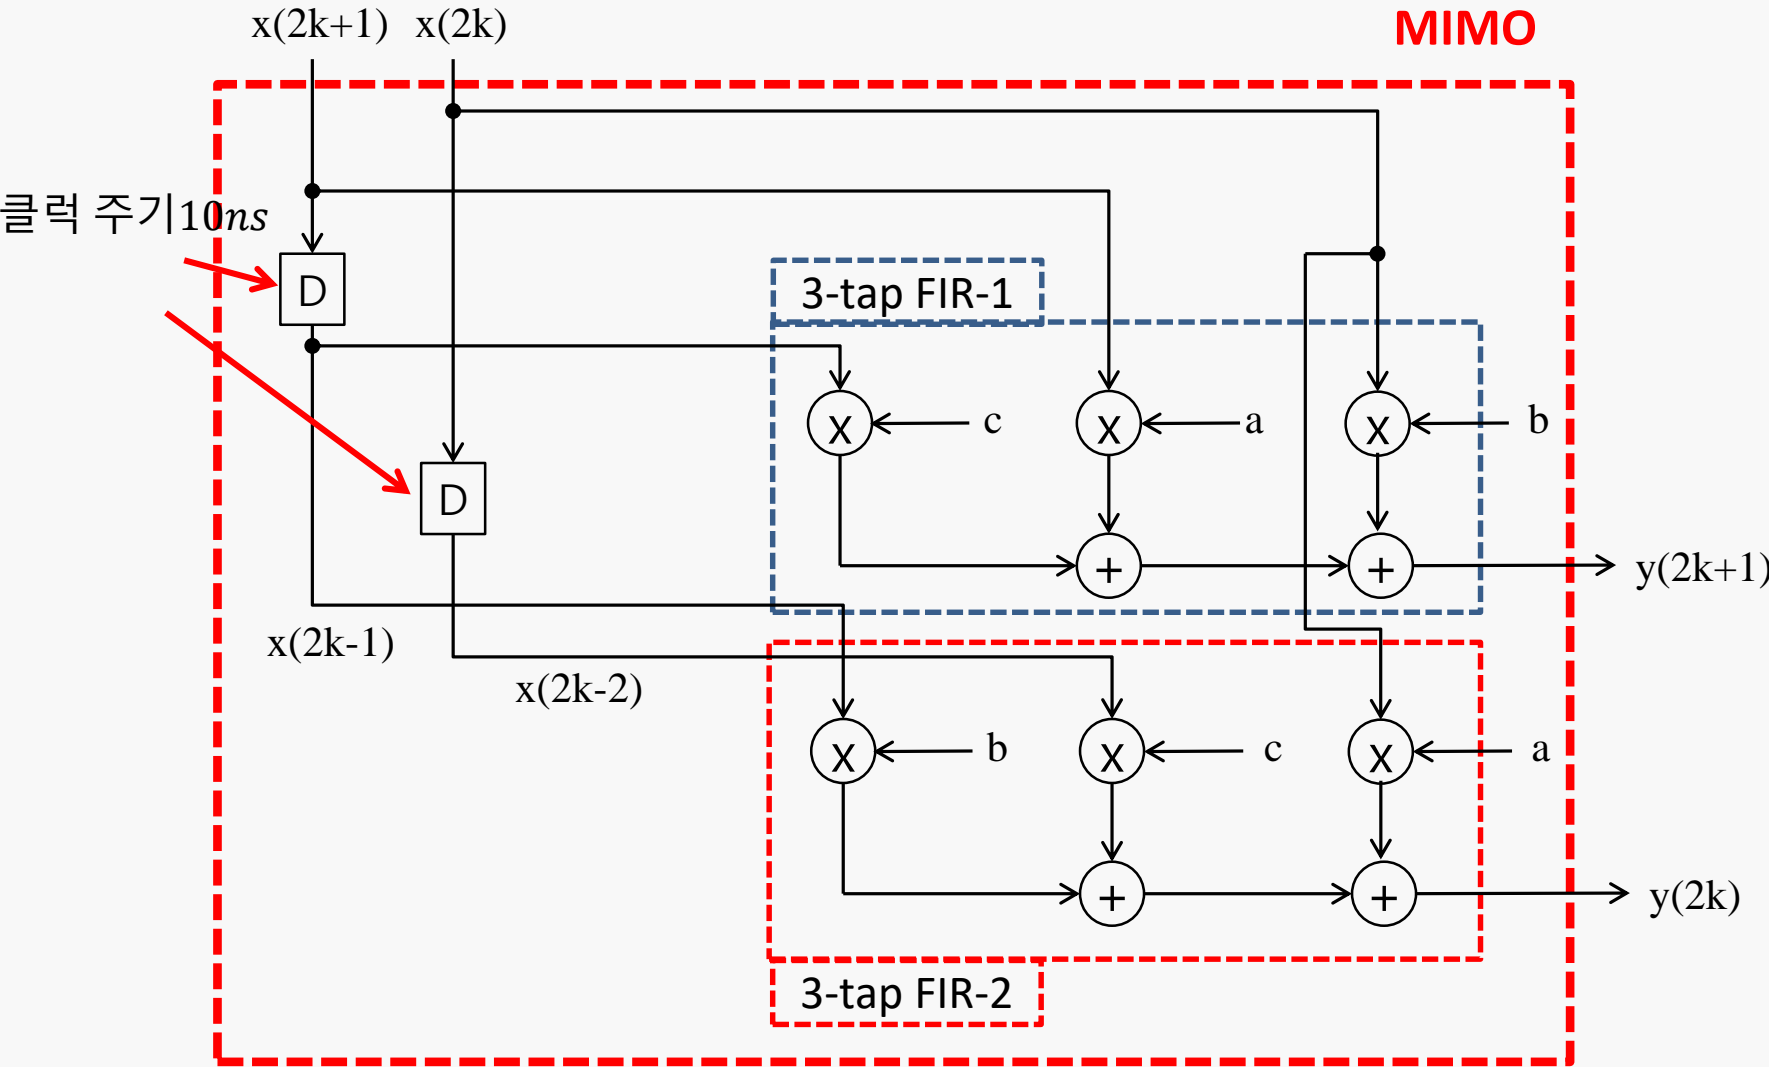 x(2k+1) x(2k)
MIMO
클럭 주기10ns
D
3-tap FIR-1
x c
x a
x b
D
+
+
y(2k+1)
x(2k-1)
x(2k-2)
x b
x c
x a
+
+
y(2k)
3-tap FIR-2